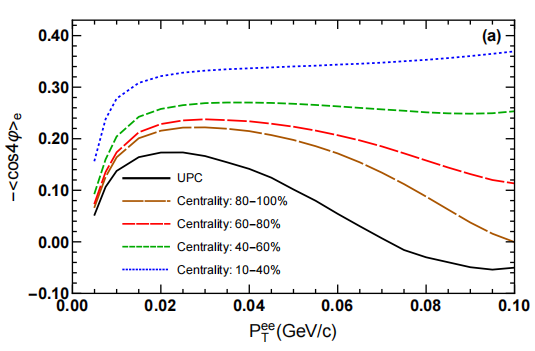 (a)
0.40
0.30
0.20
0.10
0.00
−0.10
−<cos4φ>e
UPC
Centrality: 80−100%
Centrality: 60−80%
Centrality: 40−60%
Centrality: 10−40%
0.00 0.02 0.04 0.06 0.08 0.10
P_T^ee(GeV/c)